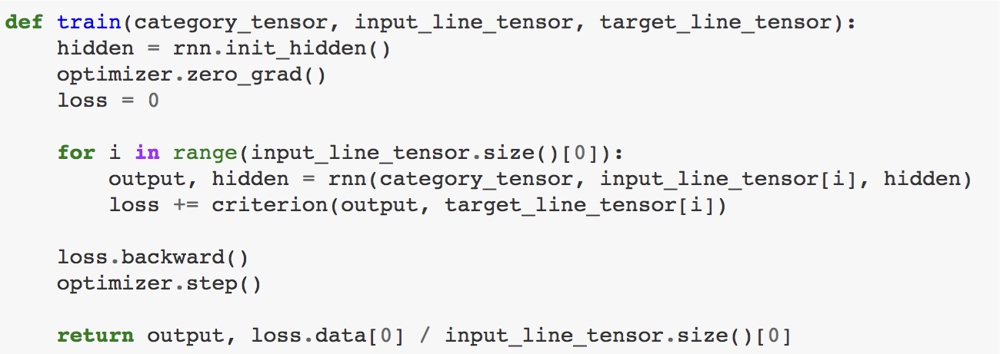 def train(category_tensor, input_line_tensor, target_line_tensor):
    hidden = rnn.init_hidden()
    optimizer.zero_grad()
    loss = 0

    for i in range(input_line_tensor.size()[0]):
        output, hidden = rnn(category_tensor, input_line_tensor[i], hidden)
        loss += criterion(output, target_line_tensor[i])

    loss.backward()
    optimizer.step()

    return output, loss.data[0] / input_line_tensor.size()[0]